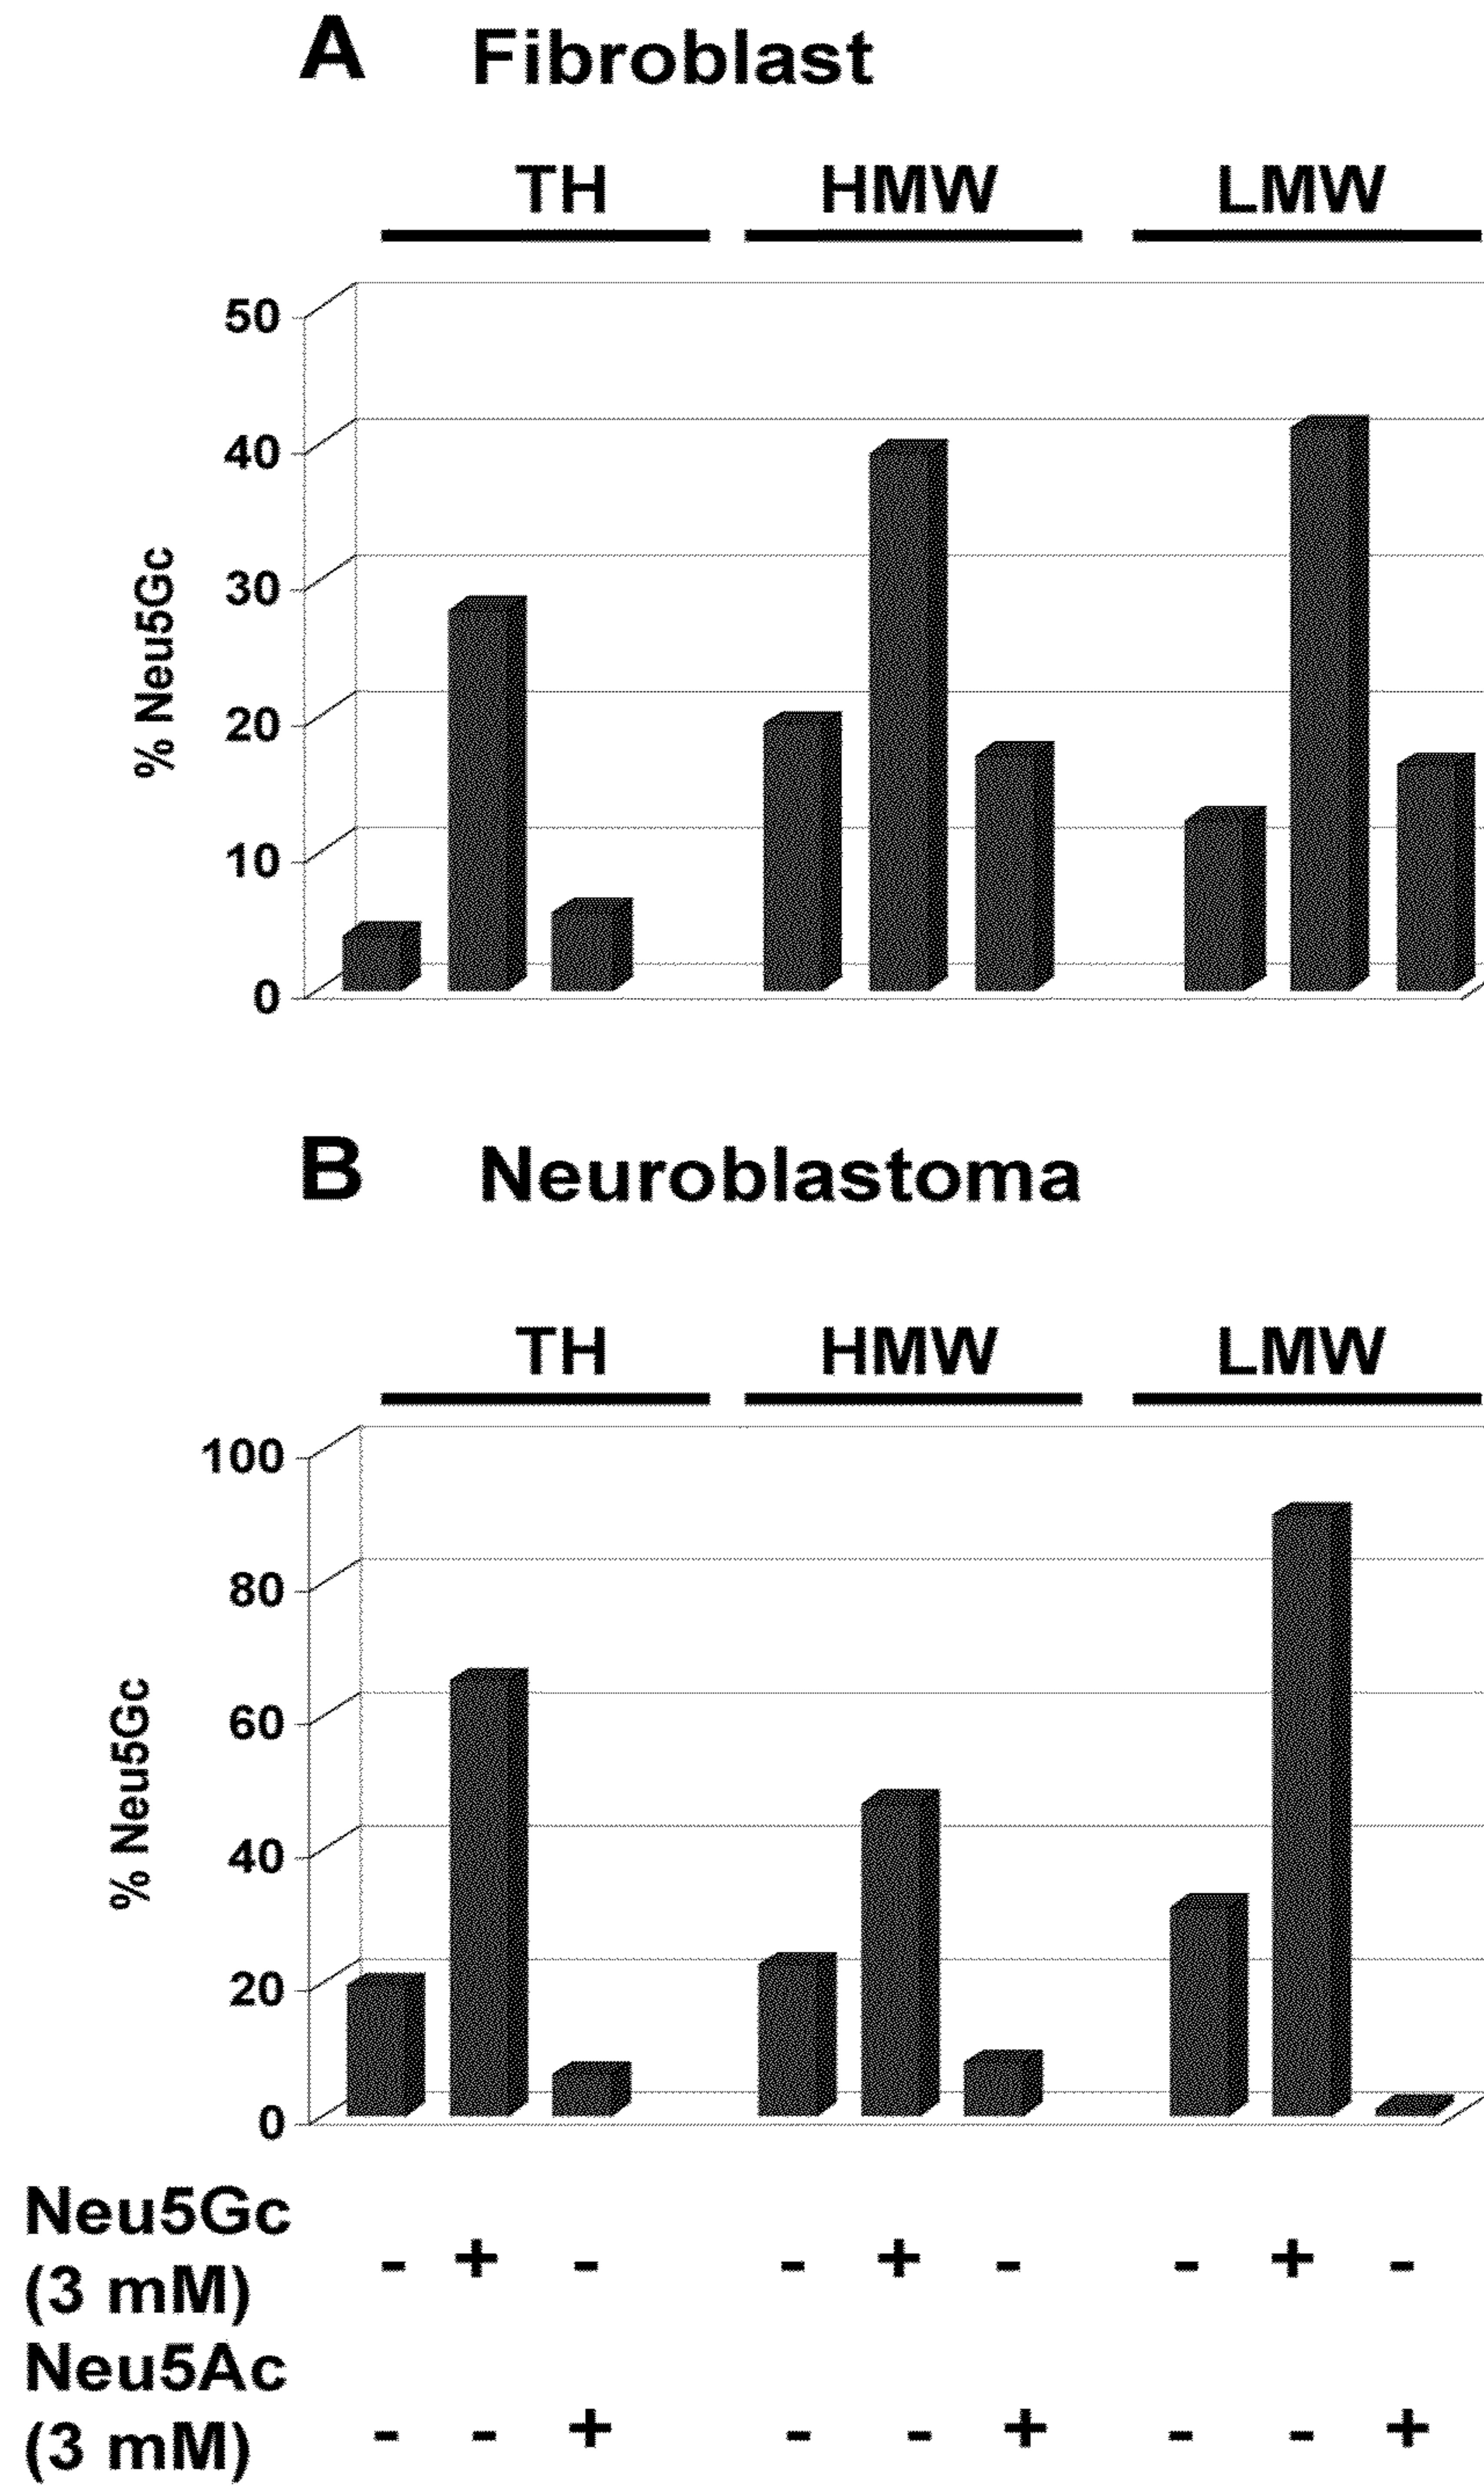 A Fibroblast
TH HMW LMW
50
40
30
20
10
0
% Neu5Gc
B Neuroblastoma
TH HMW LMW
100
80
60
40
20
0
% Neu5Gc
Neu5Gc
(3 mM) - + - - + - - + -
Neu5Ac
(3 mM) - - + - - + - - +